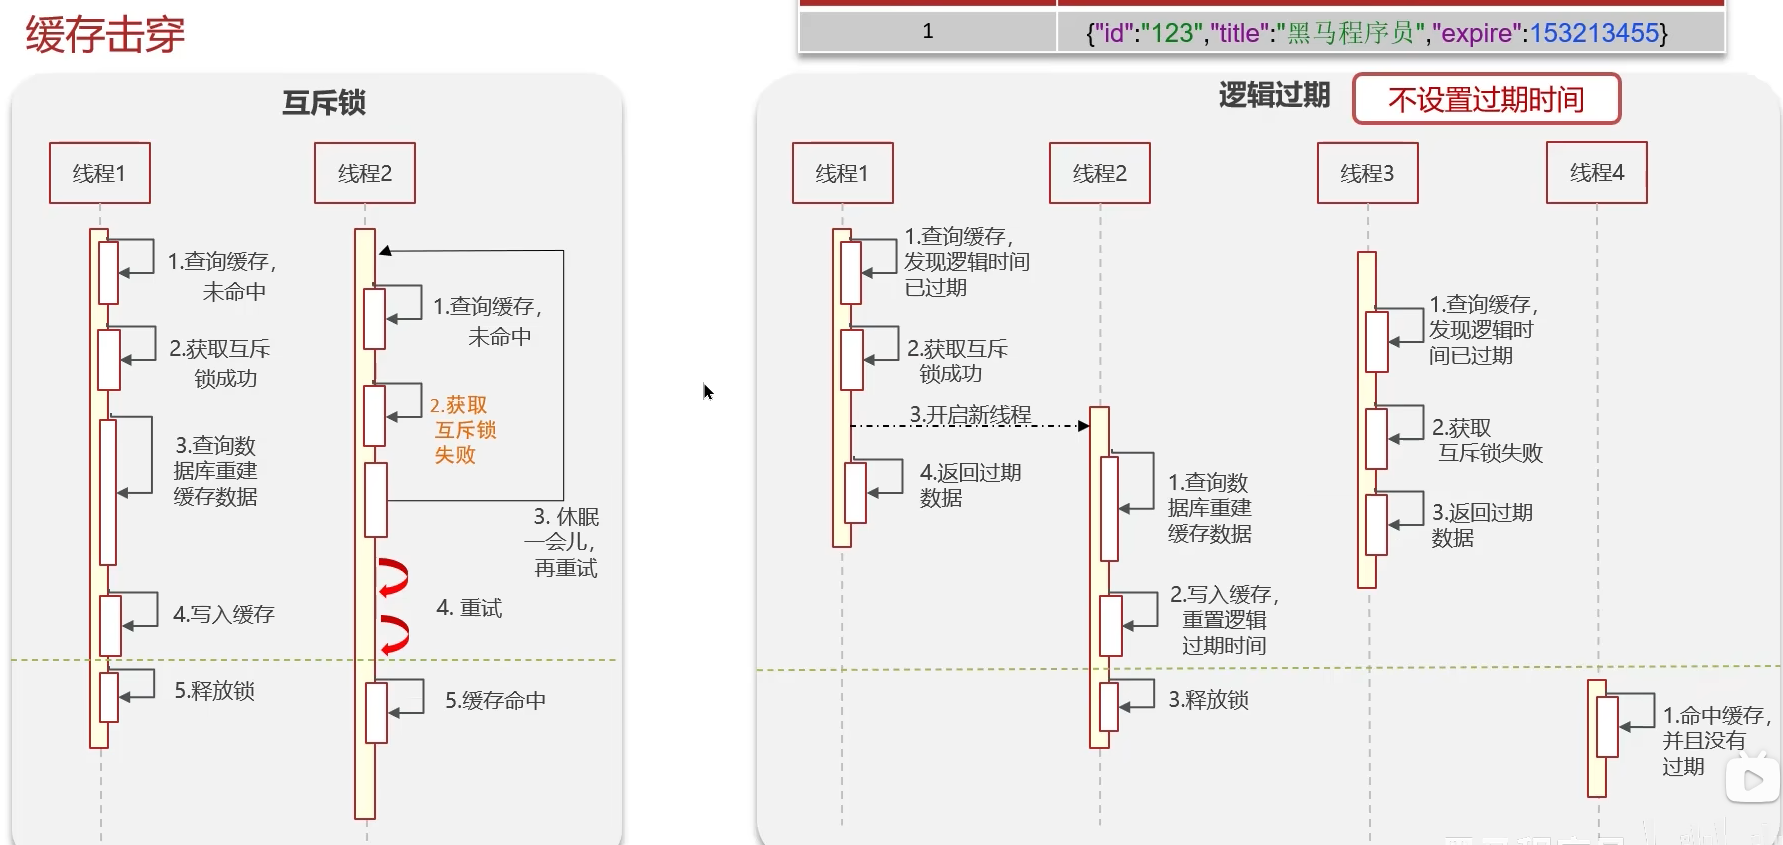 缓存击穿
1
{"id":"123","title":"黑马程序员","expire":153213455}
互斥锁
线程1
线程2
1.查询缓存，
未命中
2.获取互斥
锁成功
3.查询数
据库重建
缓存数据
4.写入缓存
5.释放锁
1.查询缓存，
未命中
2.获取
互斥锁
失败
3. 休眠
一会儿，
再重试
4. 重试
5.缓存命中
逻辑过期
不设置过期时间
线程1
线程2
线程3
线程4
1.查询缓存，
发现逻辑时间
已过期
2.获取互斥
锁成功
3.开启新线程
4.返回过期
数据
1.查询数
据库重建
缓存数据
2.写入缓存，
重置逻辑
过期时间
3.释放锁
1.查询缓存，
发现逻辑时
间已过期
2.获取
互斥锁失败
3.返回过期
数据
1.命中缓存，
并且没有
过期